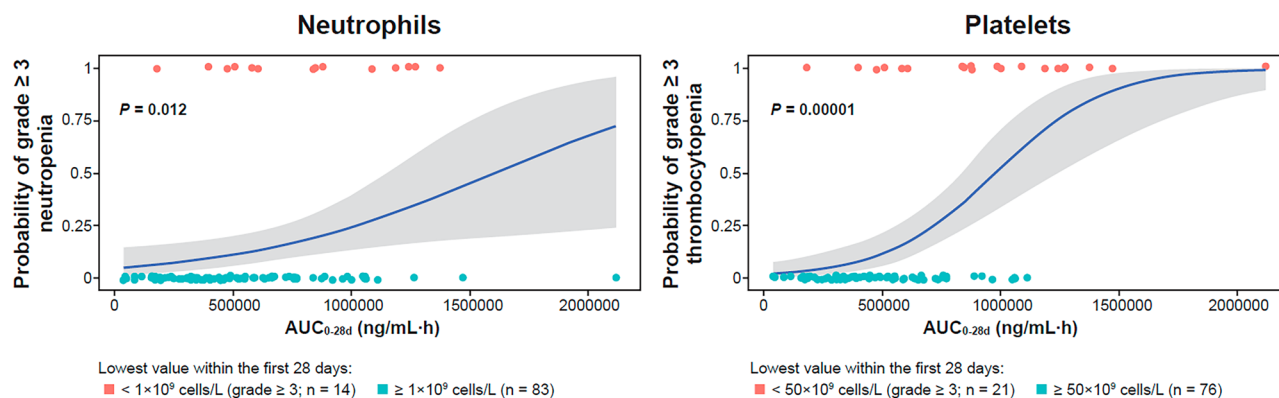 Neutrophils
Probability of grade ≥ 3
neutropenia
1
0.75
0.5
0.25
0
P = 0.012
0
500000
1000000
1500000
2000000
AUC0-28d (ng/mL·h)
Lowest value within the first 28 days:
< 1×10⁹ cells/L (grade ≥ 3; n = 14) ≥ 1×10⁹ cells/L (n = 83)
Platelets
Probability of grade ≥ 3
thrombocytopenia
1
0.75
0.5
0.25
0
P = 0.00001
0
500000
1000000
1500000
2000000
AUC0-28d (ng/mL·h)
Lowest value within the first 28 days:
< 50×10⁹ cells/L (grade ≥ 3; n = 21) ≥ 50×10⁹ cells/L (n = 76)